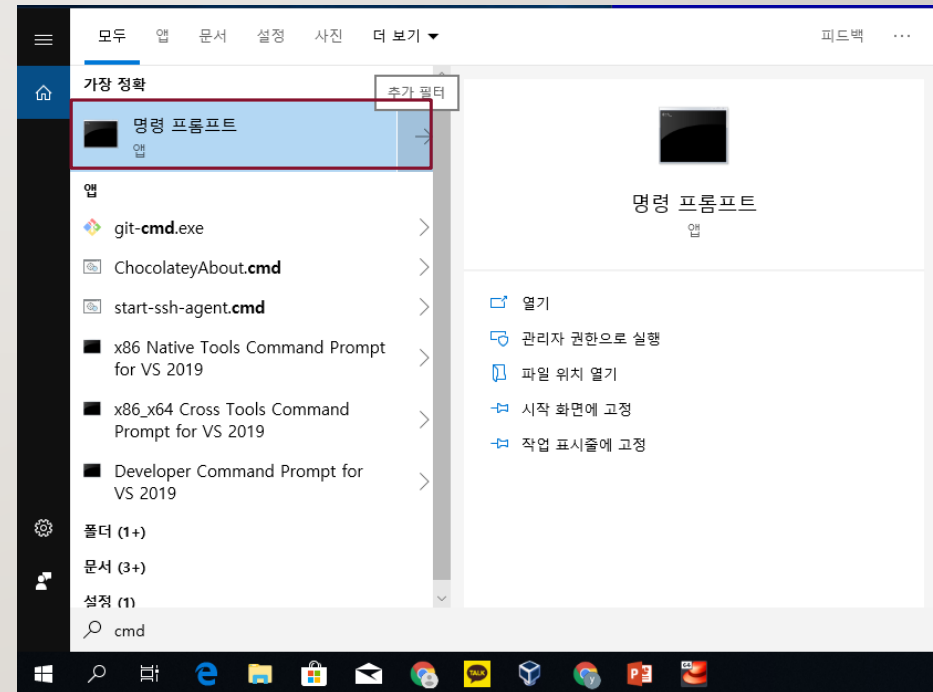 모두 앱 문서 설정 사진 더 보기 ▼ 피드백 ...
가장 정확
추가 필터
명령 프롬프트
앱
앱
git-cmd.exe
ChocolateyAbout.cmd
start-ssh-agent.cmd
x86 Native Tools Command Prompt
for VS 2019
x86_x64 Cross Tools Command
Prompt for VS 2019
Developer Command Prompt for
VS 2019
폴더 (1+)
문서 (3+)
설정 (1)
cmd
명령 프롬프트
앱
열기
관리자 권한으로 실행
파일 위치 열기
시작 화면에 고정
작업 표시줄에 고정
TALK